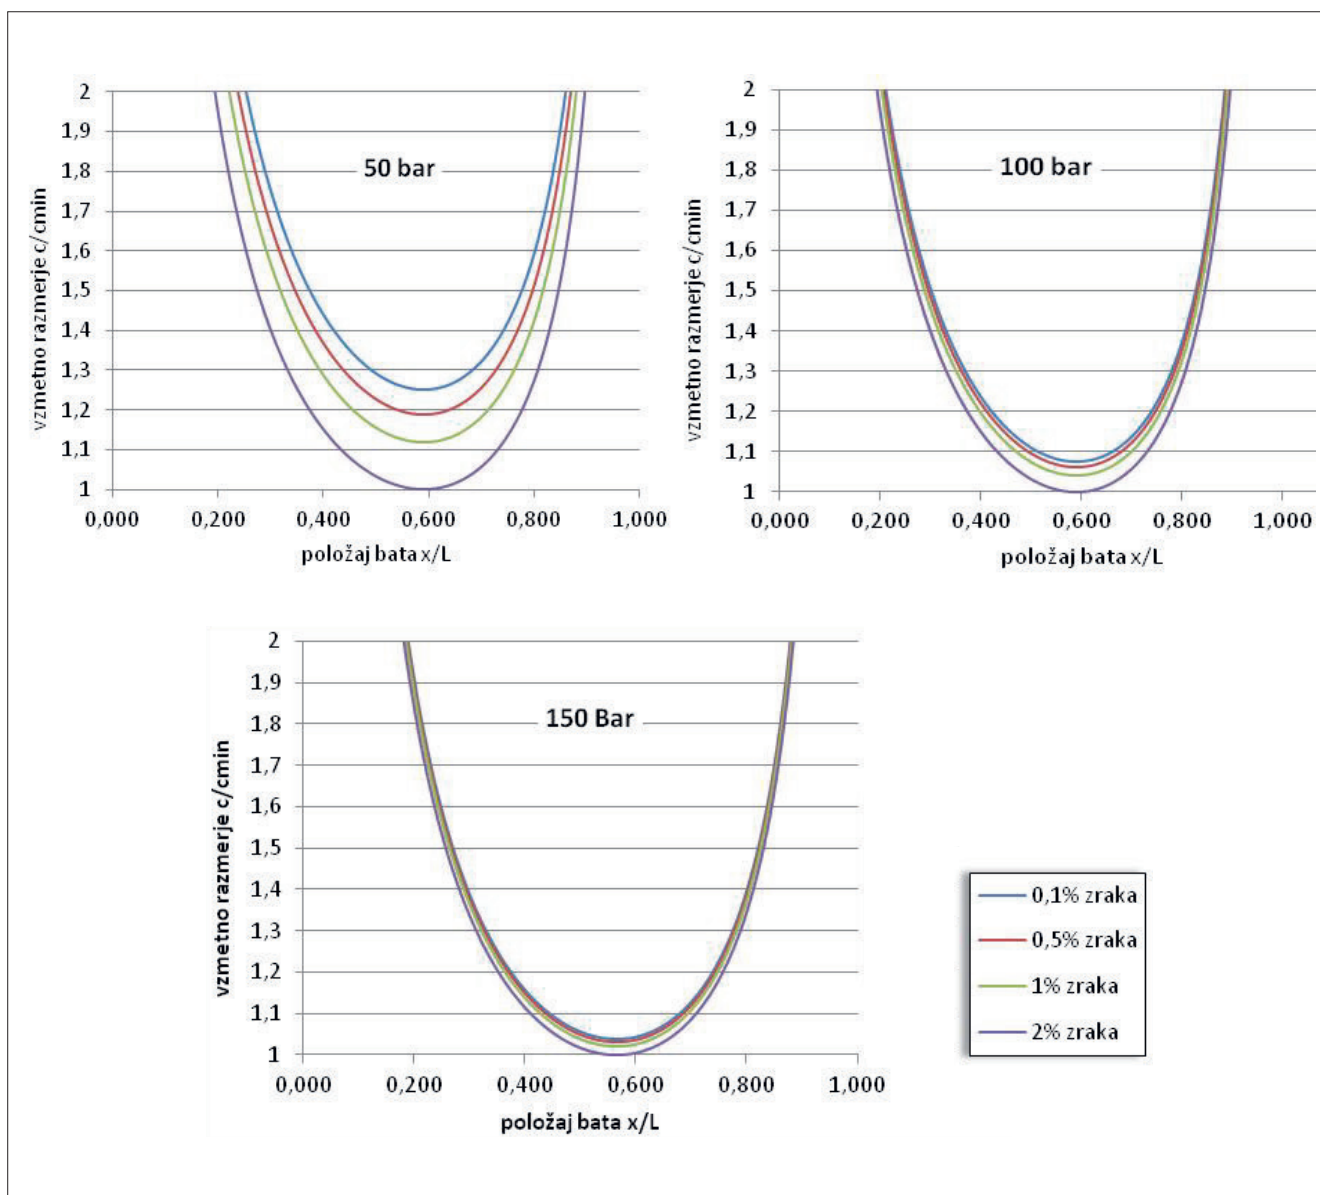 vzmetno razmerje c/cmin
2
1,9
1,8
1,7
1,6
1,5
1,4
1,3
1,2
1,1
1
50 bar
0,000 0,200 0,400 0,600 0,800 1,000
položaj bata x/L
vzmetno razmerje c/cmin
2
1,9
1,8
1,7
1,6
1,5
1,4
1,3
1,2
1,1
1
100 bar
0,000 0,200 0,400 0,600 0,800 1,000
položaj bata x/L
vzmetno razmerje c/cmin
2
1,9
1,8
1,7
1,6
1,5
1,4
1,3
1,2
1,1
1
150 Bar
0,000 0,200 0,400 0,600 0,800 1,000
položaj bata x/L
0,1% zraka
0,5% zraka
1% zraka
2% zraka